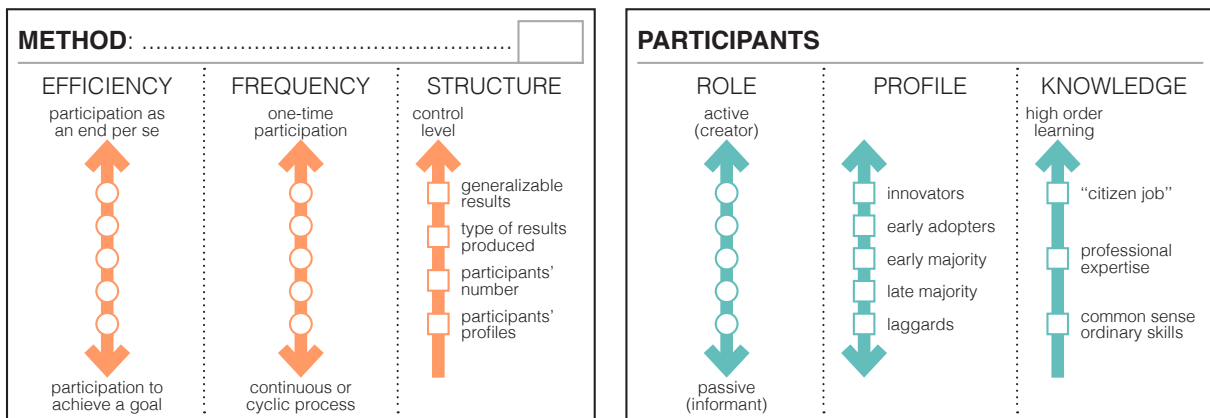 METHOD: .....................................................
EFFICIENCY
participation as
an end per se
participation to
achieve a goal
FREQUENCY
one-time
participation
continuous or
cyclic process
STRUCTURE
control
level
generalizable
results
type of results
produced
participants’
number
participants’
profiles
PARTICIPANTS
ROLE
active
(creator)
passive
(informant)
PROFILE
innovators
early adopters
early majority
late majority
laggards
KNOWLEDGE
high order
learning
“citizen job”
professional
expertise
common sense
ordinary skills